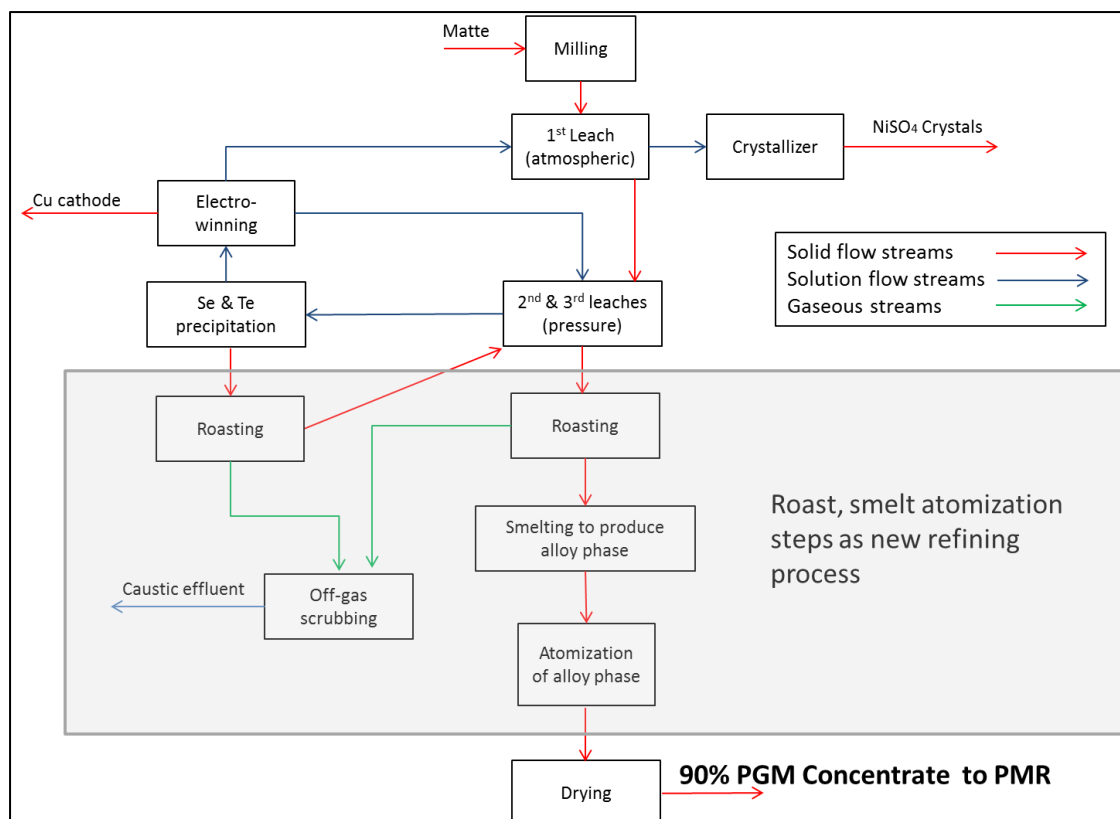 Matte
Milling
1st Leach
(atmospheric)
Crystallizer
NiSO₄ Crystals
Cu cathode
Electro-
winning
Solid flow streams
Solution flow streams
Gaseous streams
Se & Te
precipitation
2nd & 3rd leaches
(pressure)
Roasting
Roasting
Smelting to produce
alloy phase
Roast, smelt atomization
steps as new refining
process
Caustic effluent
Off-gas
scrubbing
Atomization
of alloy phase
Drying
90% PGM Concentrate to PMR